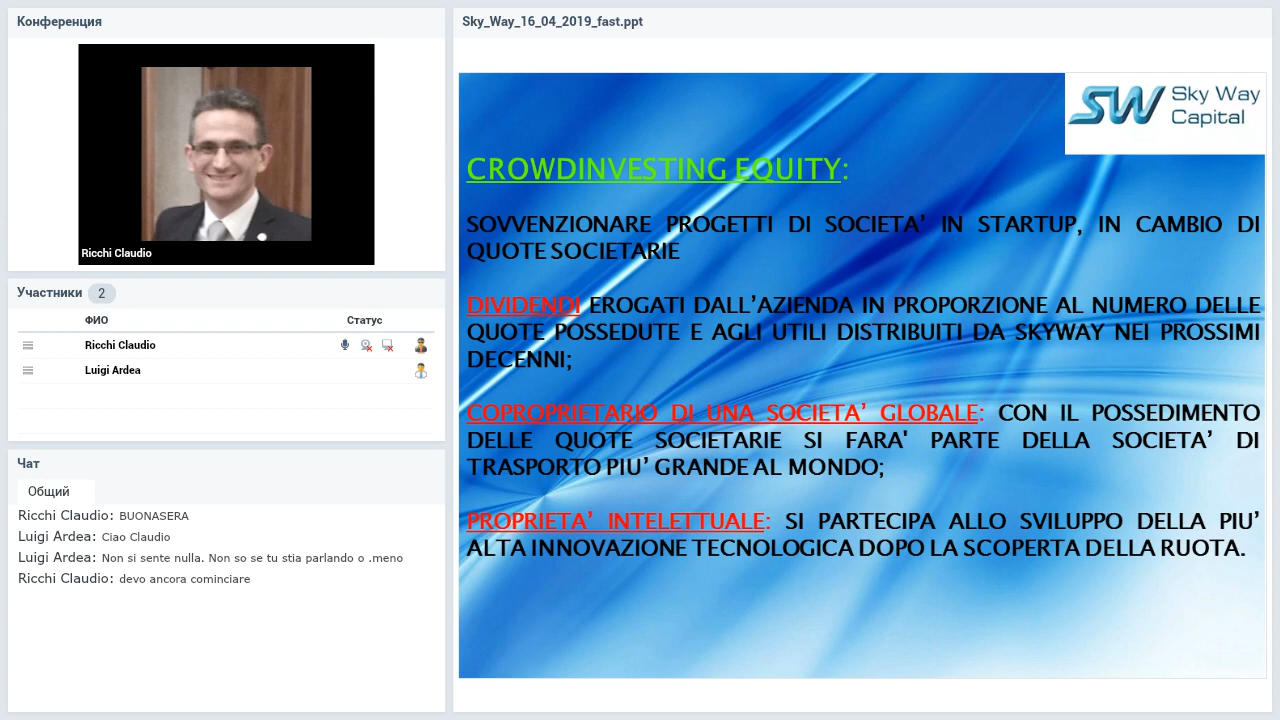 Конференция
Ricchi Claudio
Участники 2
ФИО Статус
Ricchi Claudio
Luigi Ardea
Чат
Общий
Ricchi Claudio: BUONASERA
Luigi Ardea: Ciao Claudio
Luigi Ardea: Non si sente nulla. Non so se tu stia parlando o .meno
Ricchi Claudio: devo ancora cominciare
Sky_Way_16_04_2019_fast.ppt
SW Sky Way
Capital
CROWDINVESTING EQUITY:
SOVVENZIONARE PROGETTI DI SOCIETA’ IN STARTUP, IN CAMBIO DI
QUOTE SOCIETARIE
DIVIDENDI EROGATI DALL’AZIENDA IN PROPORZIONE AL NUMERO DELLE
QUOTE POSSEDUTE E AGLI UTILI DISTRIBUITI DA SKYWAY NEI PROSSIMI
DECENNI;
COPROPRIETARIO DI UNA SOCIETA’ GLOBALE: CON IL POSSEDIMENTO
DELLE QUOTE SOCIETARIE SI FARA' PARTE DELLA SOCIETA’ DI
TRASPORTO PIU’ GRANDE AL MONDO;
PROPRIETA’ INTELETTUALE: SI PARTECIPA ALLO SVILUPPO DELLA PIU’
ALTA INNOVAZIONE TECNOLOGICA DOPO LA SCOPERTA DELLA RUOTA.